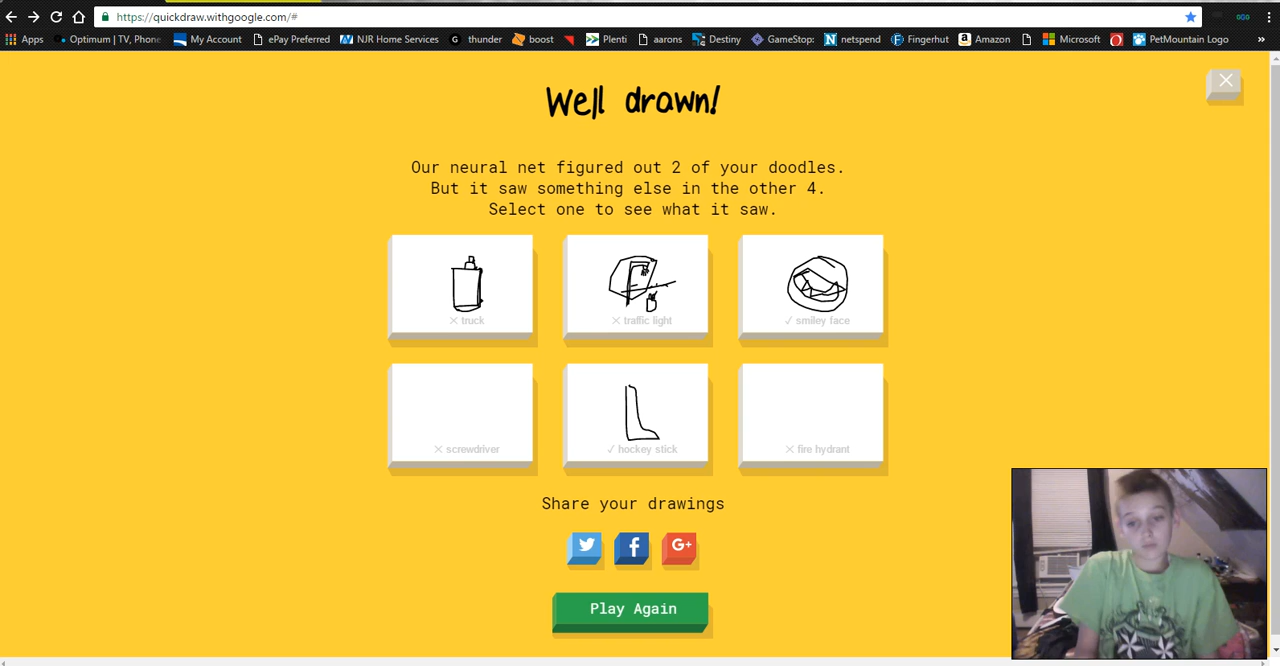 https://quickdraw.withgoogle.com/#
Apps Optimum | TV, Phone My Account ePay Preferred NJR Home Services thunder boost Plenti aarons Destiny GameStop: netspend Fingerhut Amazon Microsoft PetMountain Logo »
Well drawn!
Our neural net figured out 2 of your doodles.
But it saw something else in the other 4.
Select one to see what it saw.
✕ truck ✕ traffic light ✓ smiley face
✕ screwdriver ✓ hockey stick ✕ fire hydrant
Share your drawings
G+
Play Again